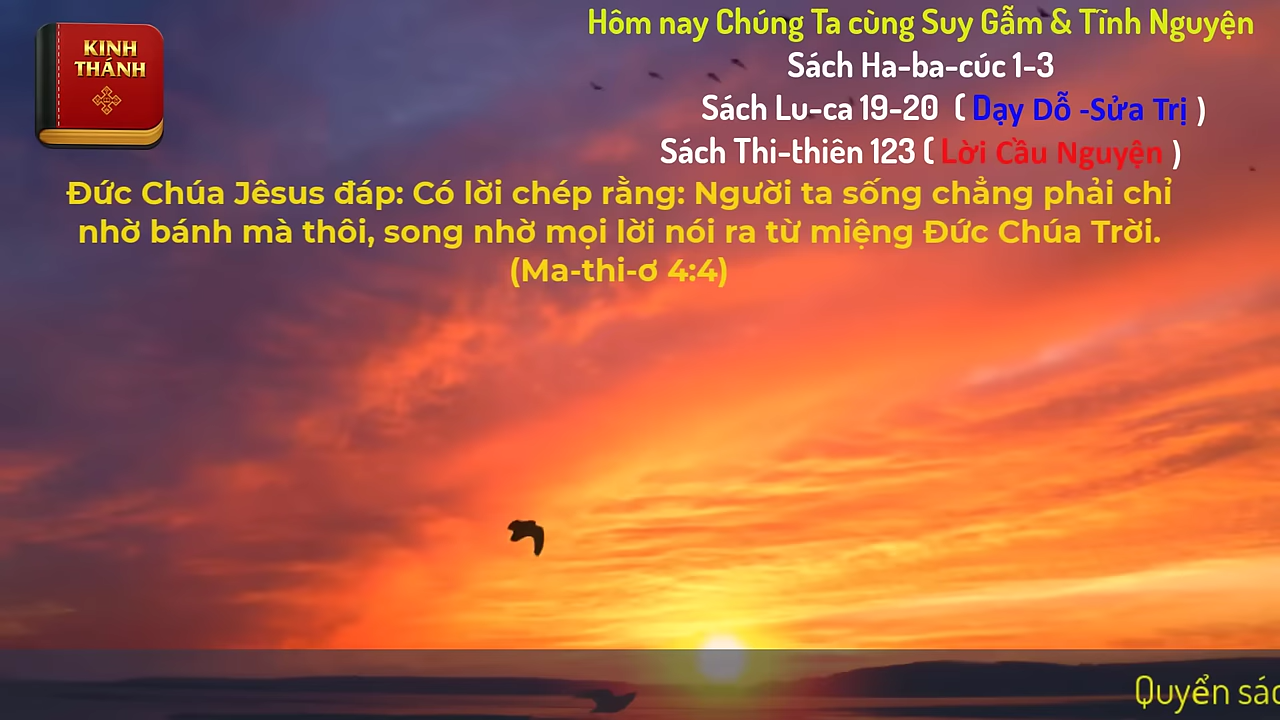 KINH
THÁNH
Hôm nay Chúng Ta cùng Suy Gẫm & Tĩnh Nguyện
Sách Ha-ba-cúc 1-3
Sách Lu-ca 19-20 ( Dạy Dỗ -Sửa Trị )
Sách Thi-thiên 123 ( Lời Cầu Nguyện )
Đức Chúa Jêsus đáp: Có lời chép rằng: Người ta sống chẳng phải chỉ
nhờ bánh mà thôi, song nhờ mọi lời nói ra từ miệng Đức Chúa Trời.
(Ma-thi-ơ 4:4)
Quyển